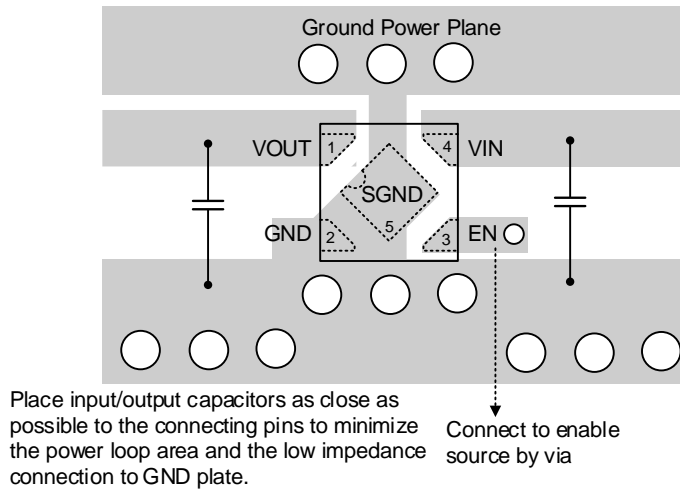 Ground Power Plane
VOUT 1 4 VIN
SGND
GND 2 5 3 EN
Place input/output capacitors as close as
possible to the connecting pins to minimize
the power loop area and the low impedance
connection to GND plate.
Connect to enable
source by via